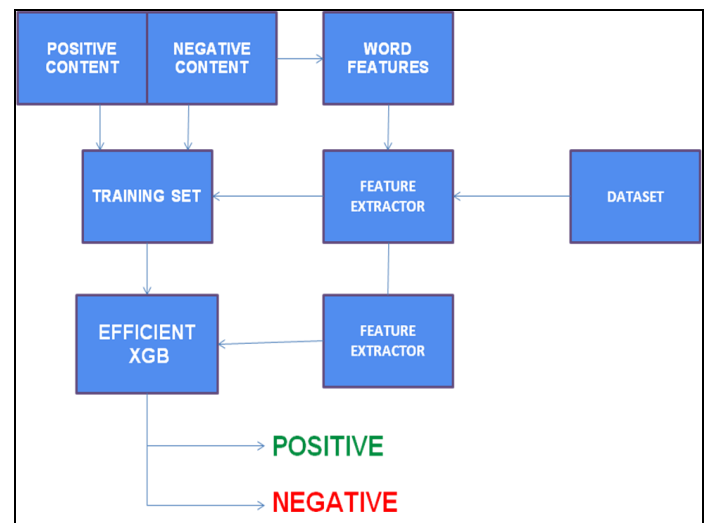 POSITIVE
CONTENT
NEGATIVE
CONTENT
WORD
FEATURES
TRAINING SET
FEATURE
EXTRACTOR
DATASET
EFFICIENT
XGB
FEATURE
EXTRACTOR
POSITIVE
NEGATIVE